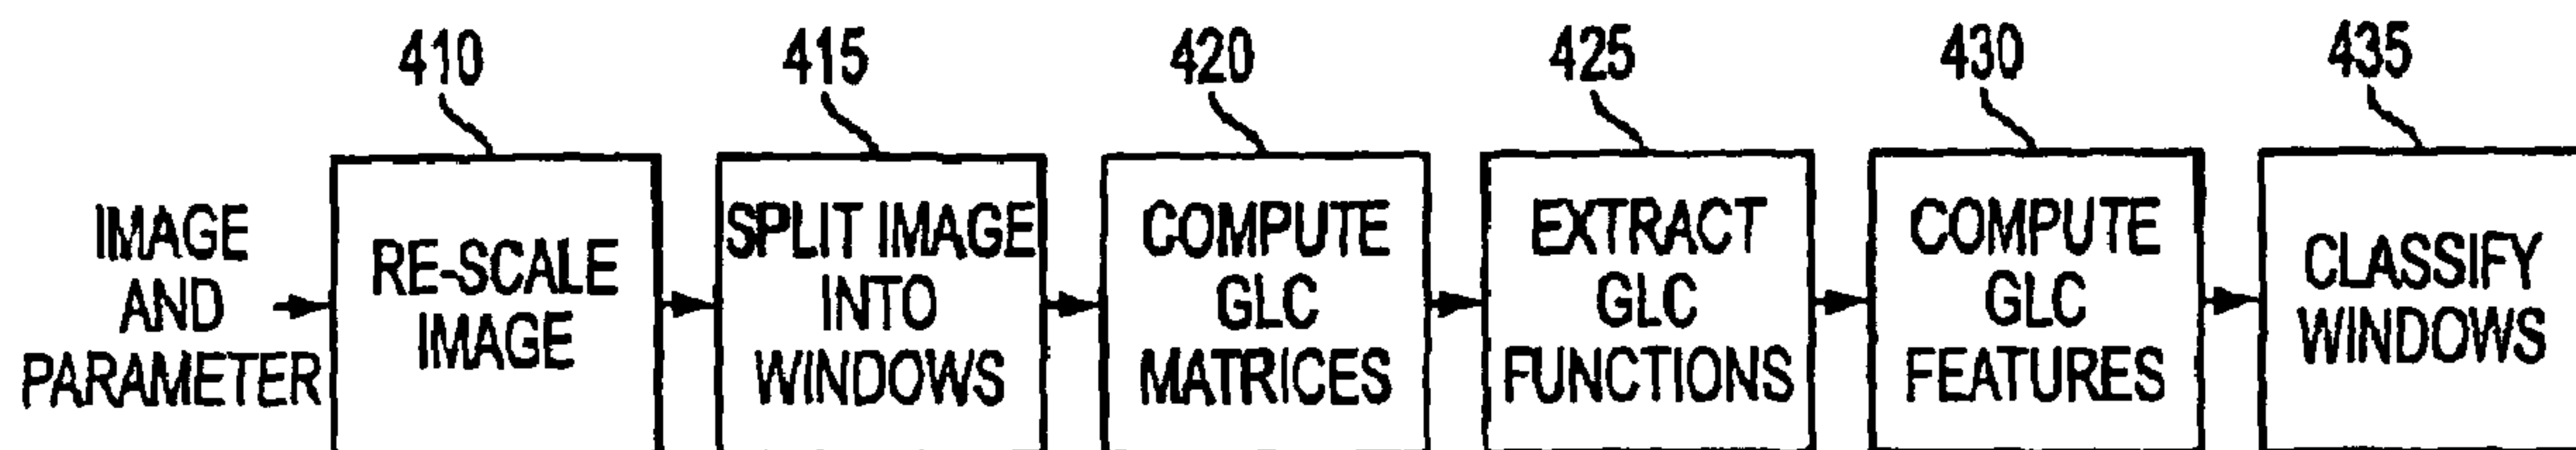 410
415
420
425
430
435
IMAGE
AND
PARAMETER
RE-SCALE
IMAGE
SPLIT IMAGE
INTO
WINDOWS
COMPUTE
GLC
MATRICES
EXTRACT
GLC
FUNCTIONS
COMPUTE
GLC
FEATURES
CLASSIFY
WINDOWS